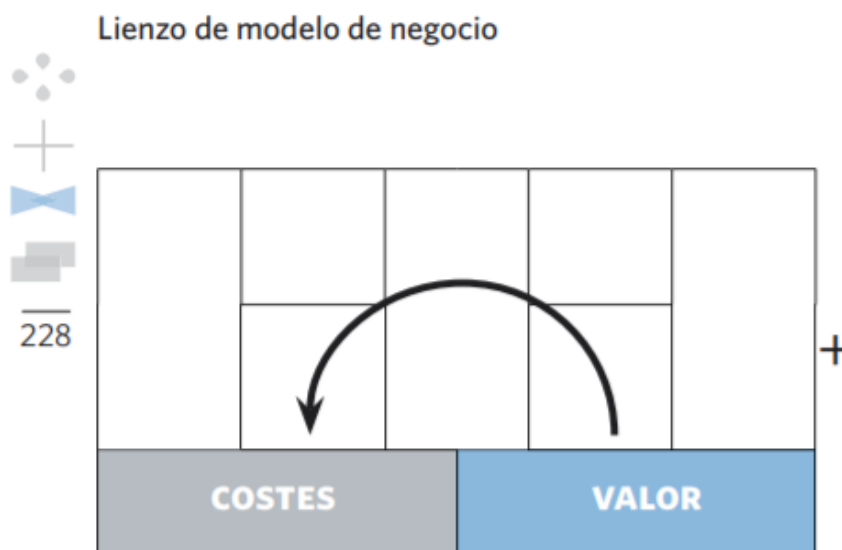 Lienzo de modelo de negocio
228
+
COSTES
VALOR